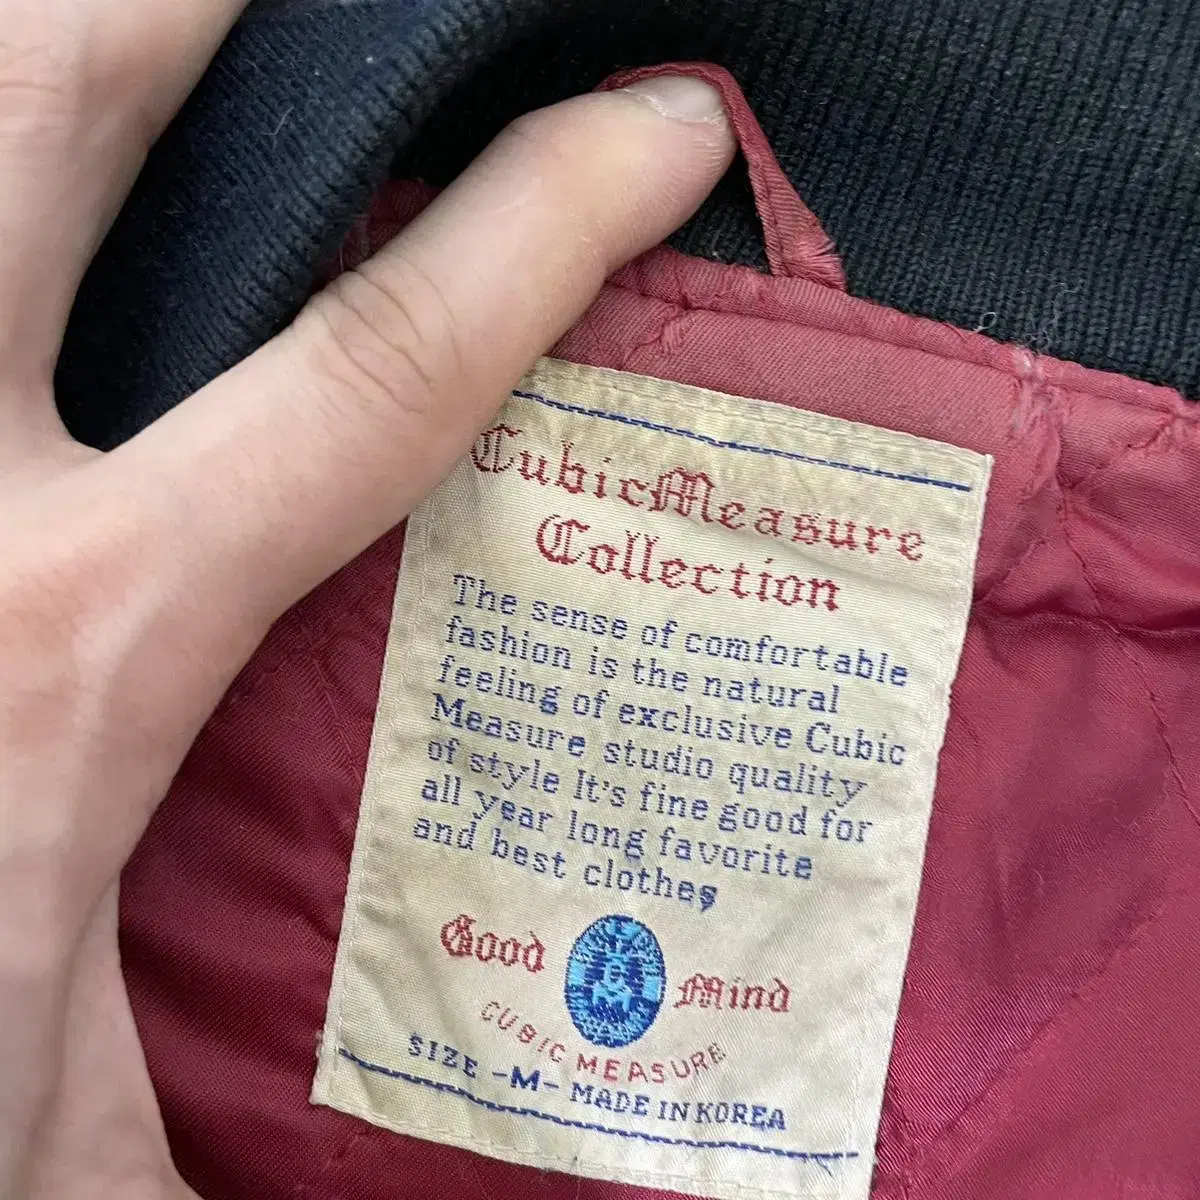 CubicMeasure
Collection
The sense of comfortable
fashion is the natural
feeling of exclusive Cubic
Measure studio quality
of style It's fine good for
all year long favorite
and best clothes
Good Mind
CUBIC MEASURE
SIZE -M- MADE IN KOREA